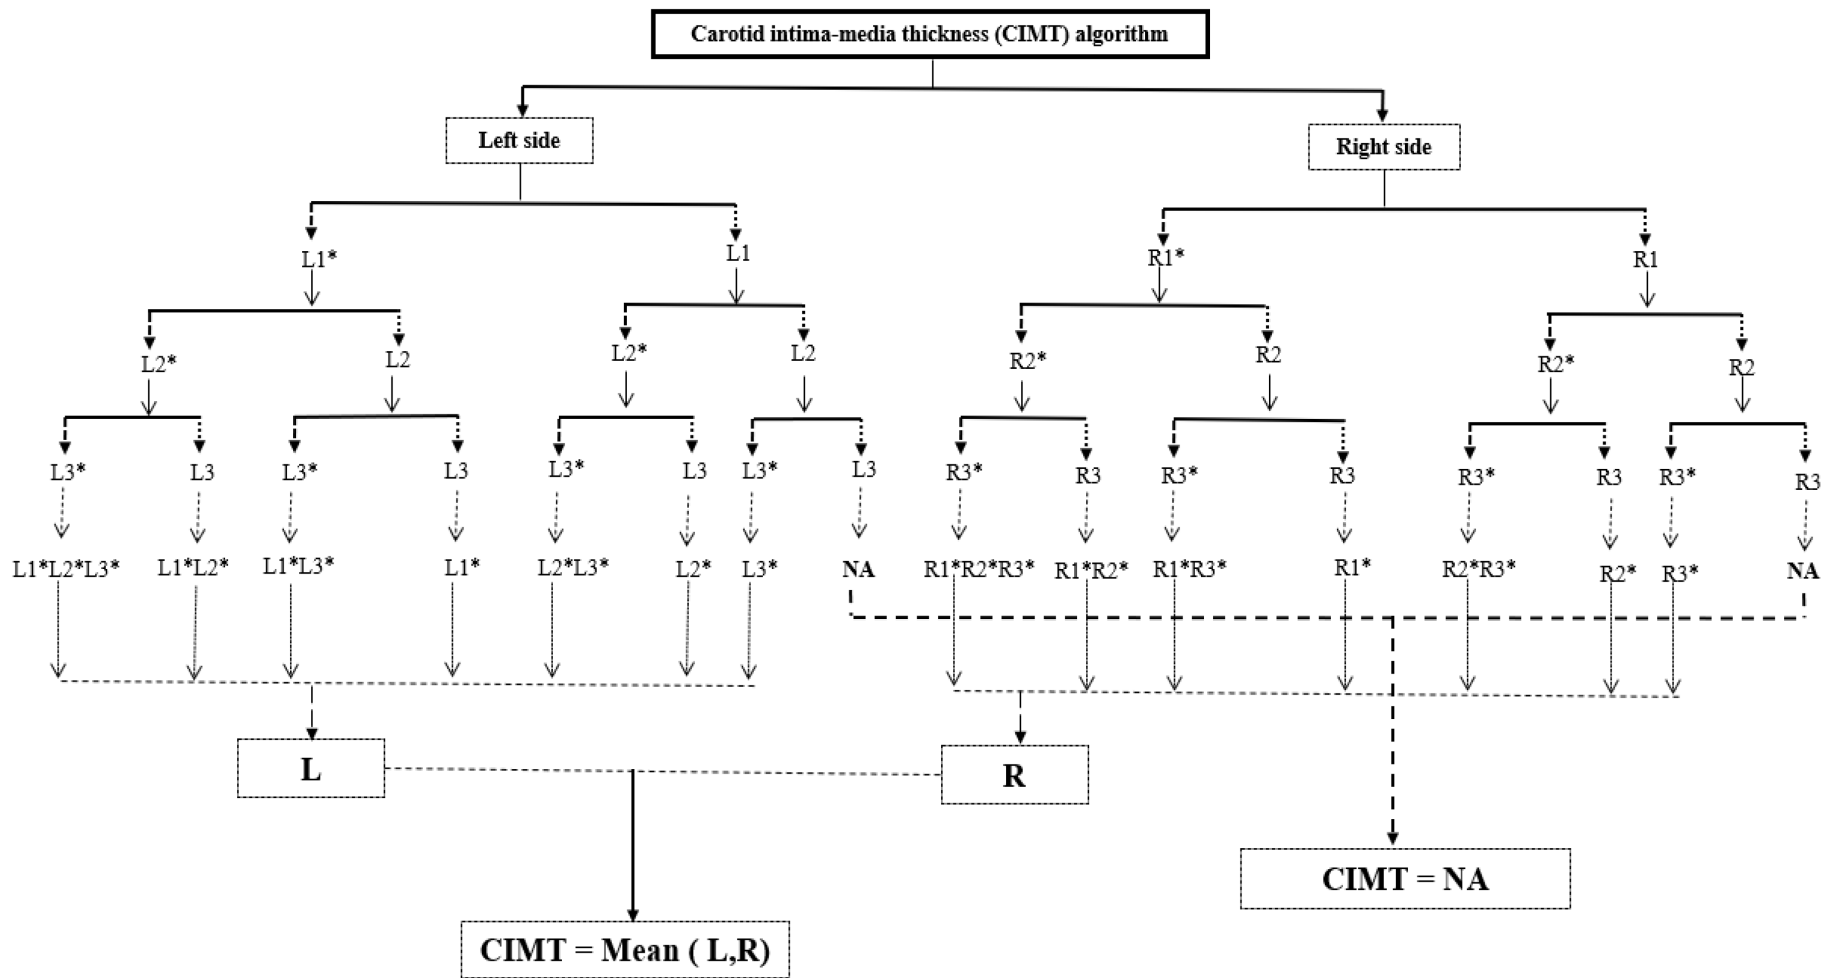 Carotid intima-media thickness (CIMT) algorithm
Left side
Right side
L1*
L1
R1*
R1
L2*
L2
L2*
L2
R2*
R2
R2*
R2
L3*
L3
L3*
L3
L3*
L3
L3*
L3
R3*
R3
R3*
R3
R3*
R3
R3*
R3
L1*L2*L3*
L1*L2*
L1*L3*
L1*
L2*L3*
L2*
L3*
NA
R1*R2*R3*
R1*R2*
R1*R3*
R1*
R2*R3*
R2*
R3*
NA
L
R
CIMT = NA
CIMT = Mean ( L,R)